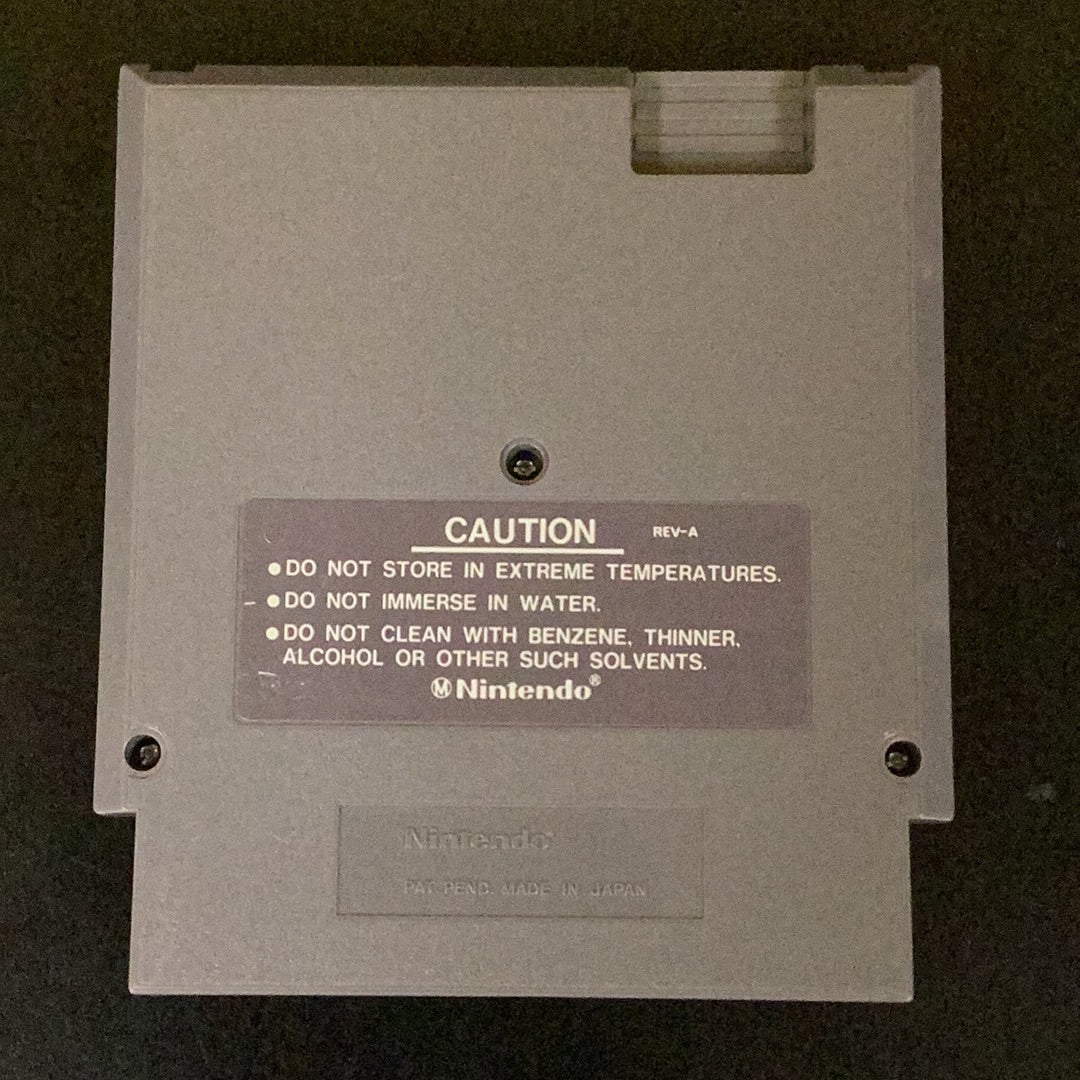 CAUTION REV-A
●DO NOT STORE IN EXTREME TEMPERATURES.
●DO NOT IMMERSE IN WATER.
●DO NOT CLEAN WITH BENZENE, THINNER,
ALCOHOL OR OTHER SUCH SOLVENTS.
Ⓜ Nintendo®
Nintendo®
PAT. PEND. MADE IN JAPAN